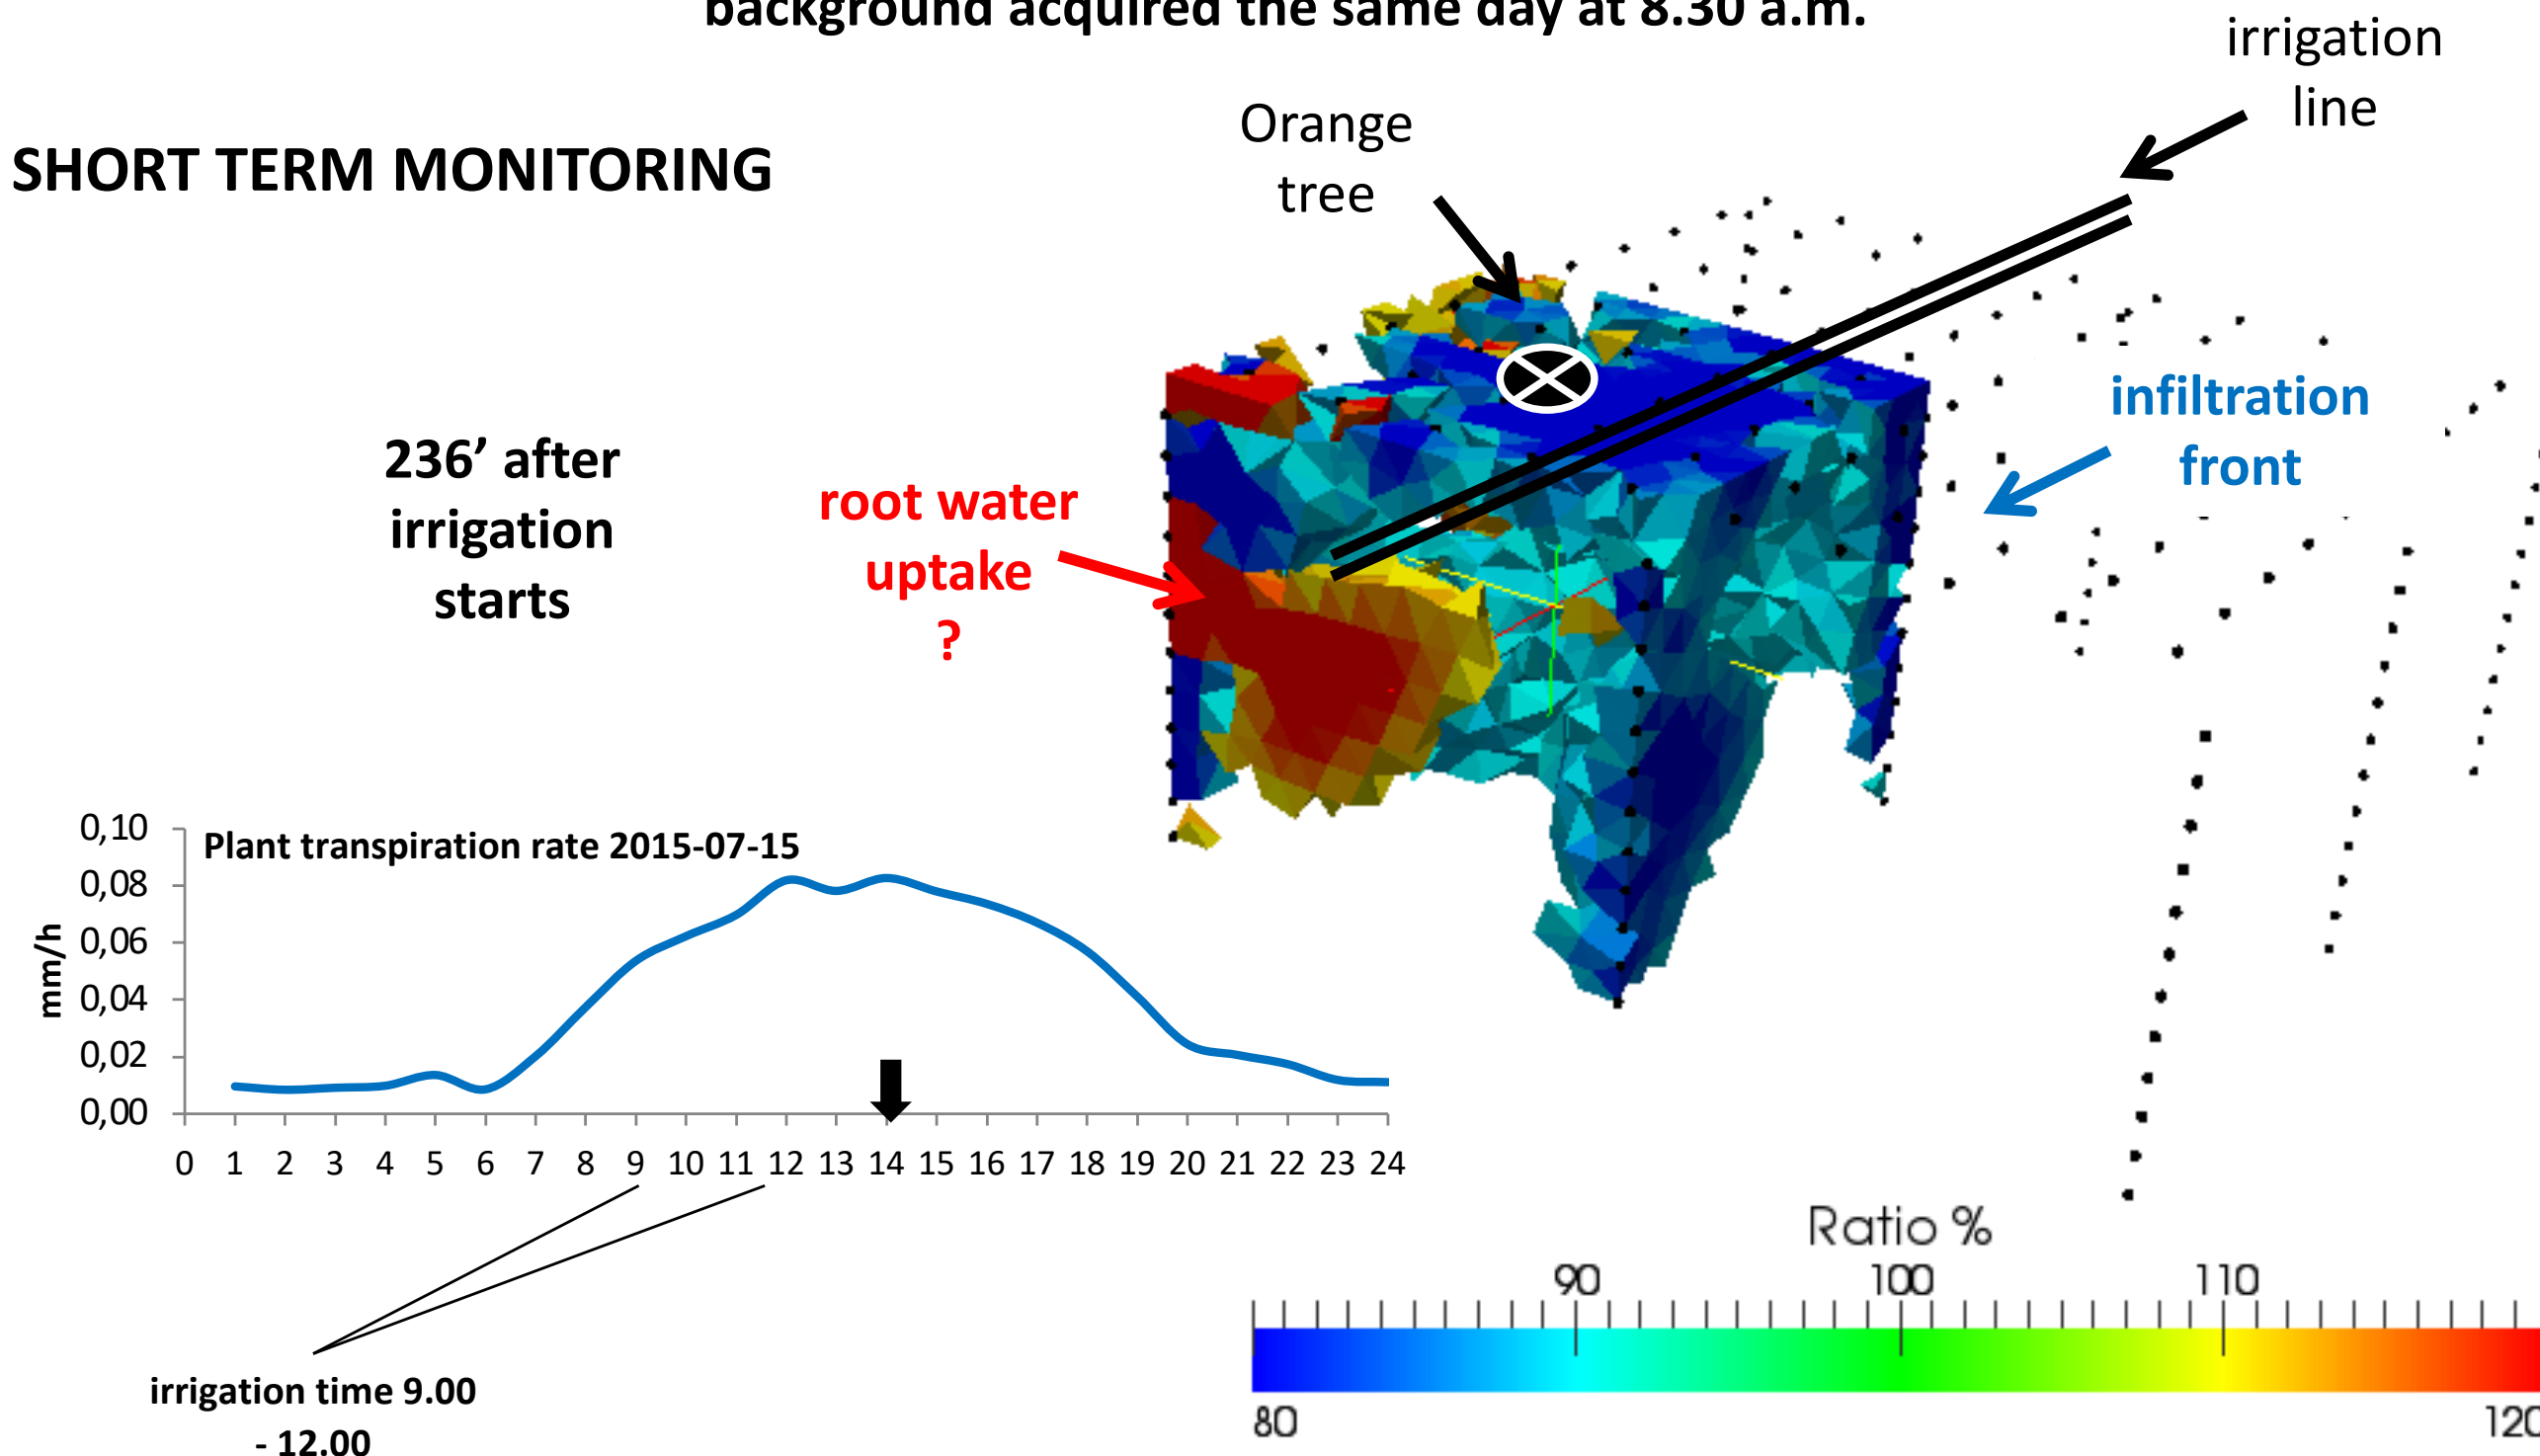 background acquired the same day at 8.30 a.m.
irrigation
line
Orange
tree
SHORT TERM MONITORING
infiltration
front
236’ after
irrigation
starts
root water
uptake
?
Plant transpiration rate 2015-07-15
mm/h
0,10
0,08
0,06
0,04
0,02
0,00
0 1 2 3 4 5 6 7 8 9 10 11 12 13 14 15 16 17 18 19 20 21 22 23 24
irrigation time 9.00
- 12.00
Ratio %
90 100 110
80 120